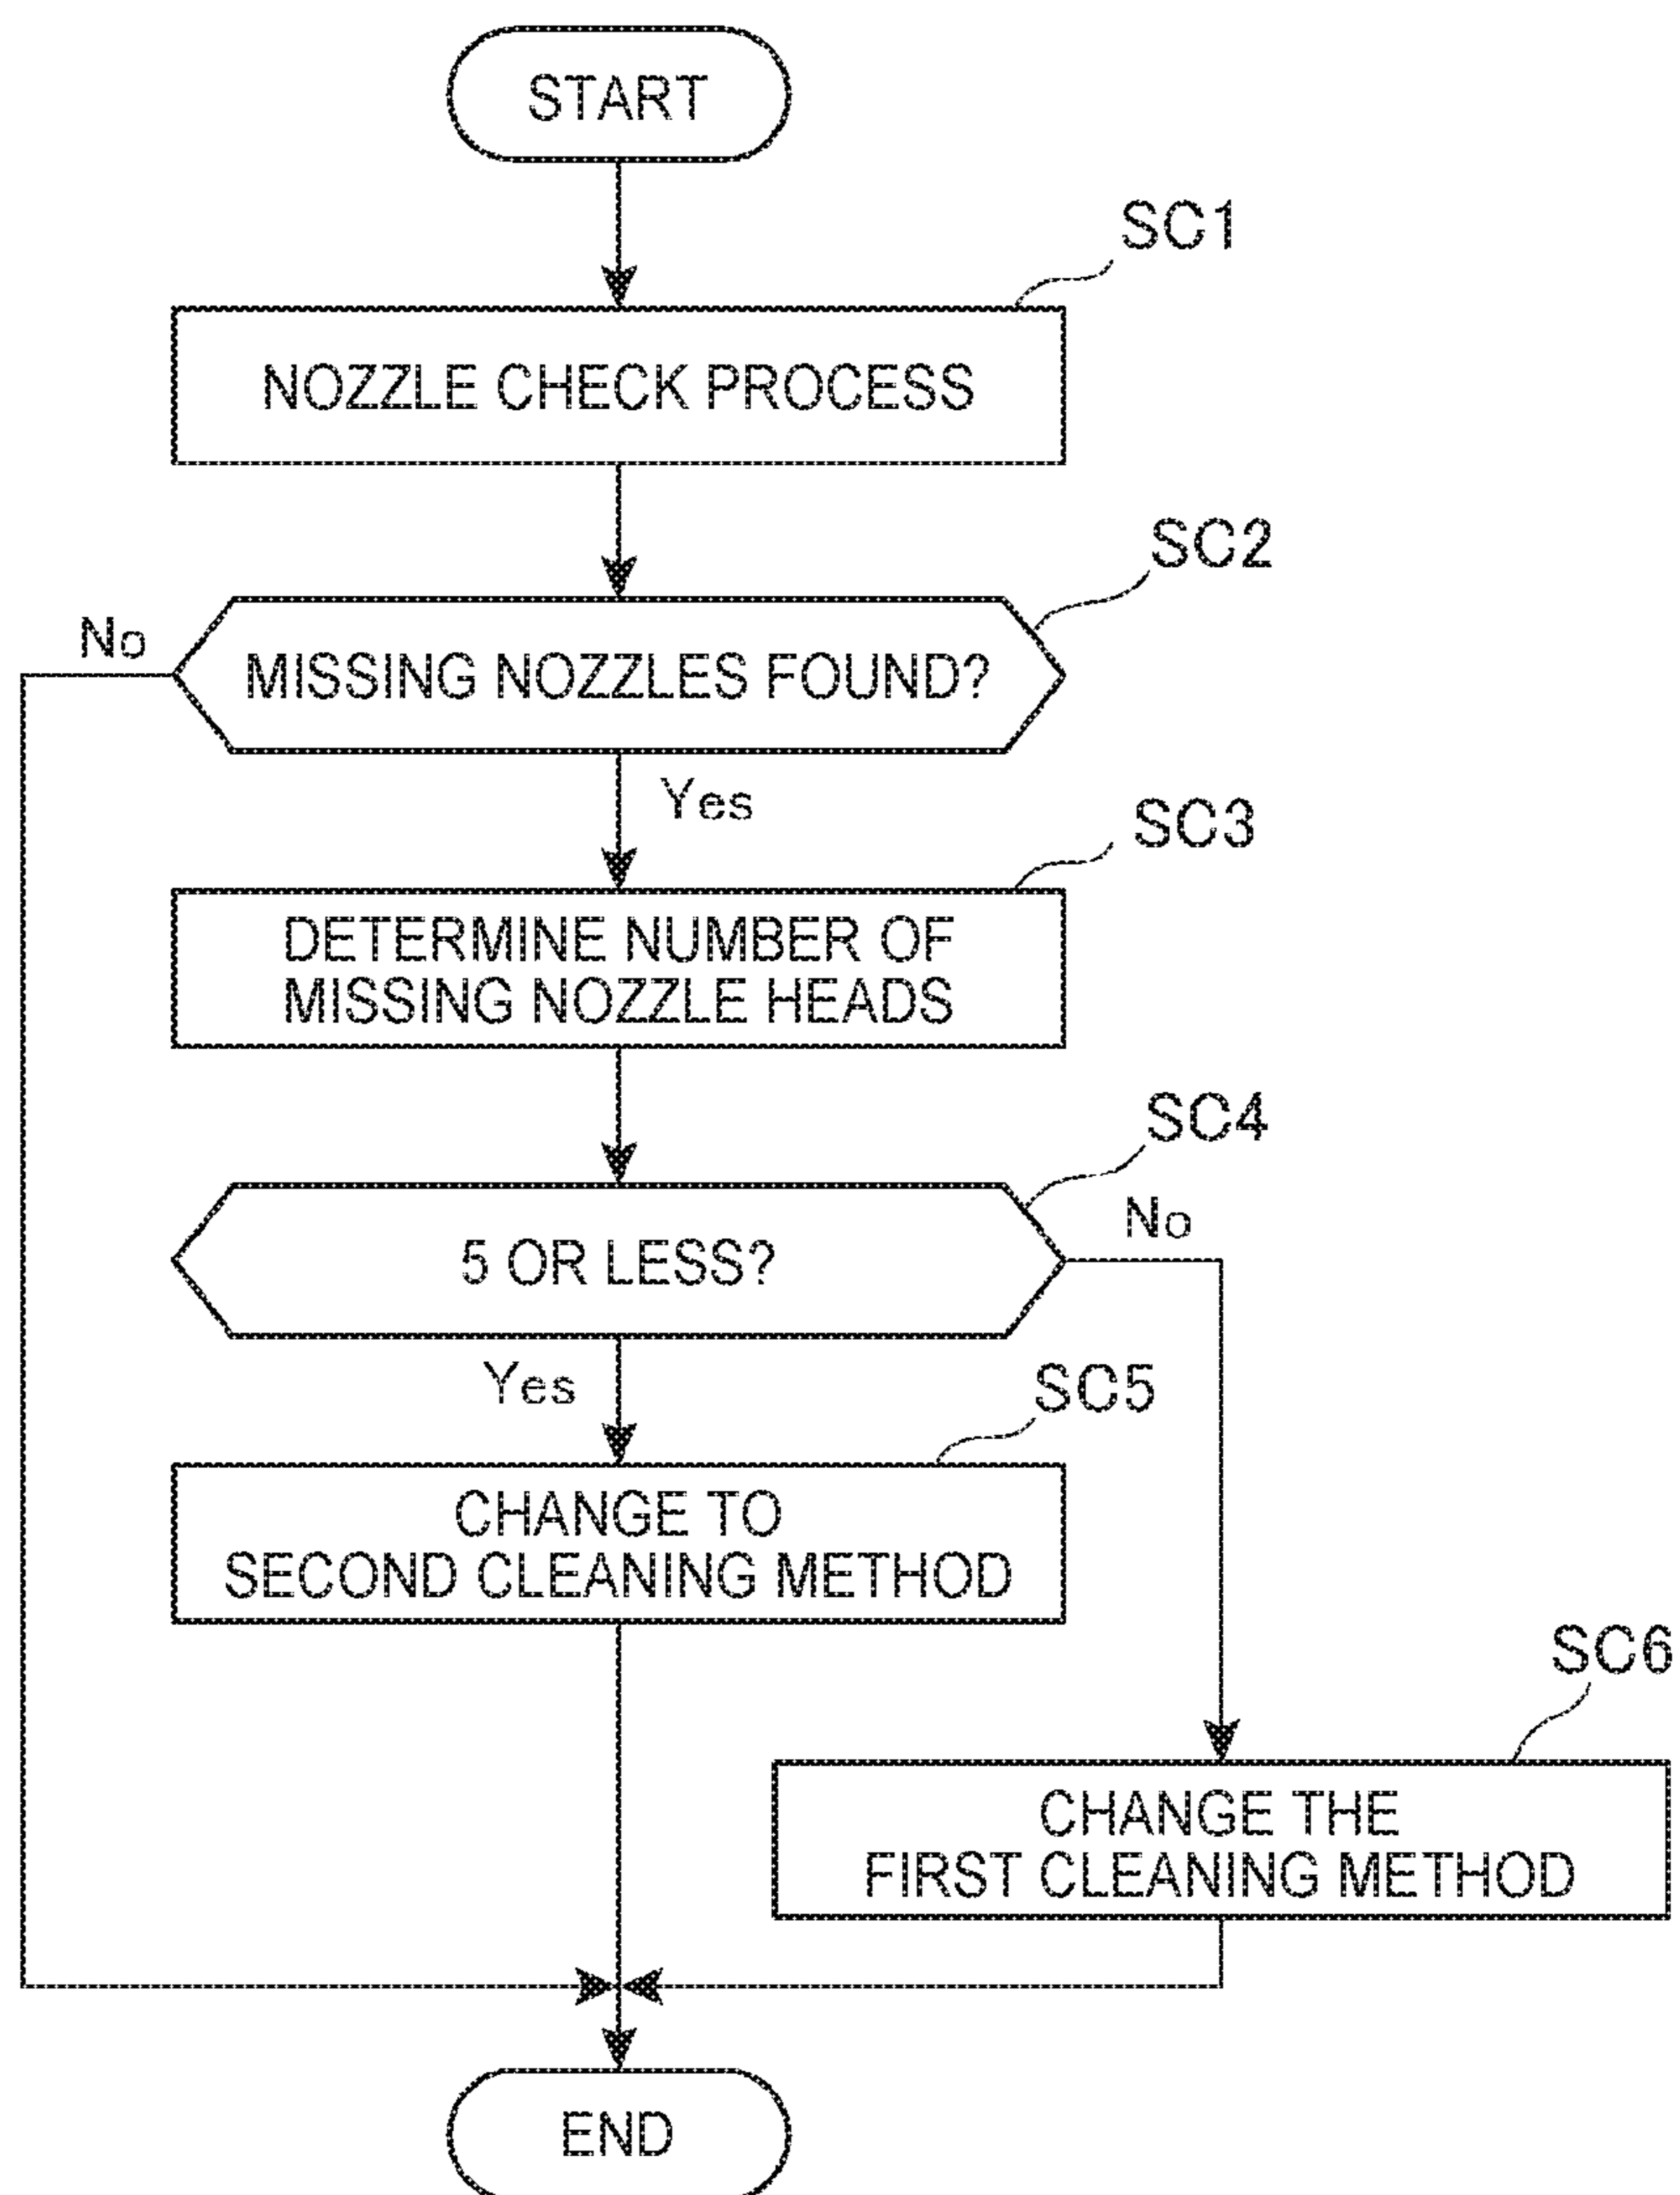 START
SC1
NOZZLE CHECK PROCESS
SC2
No
MISSING NOZZLES FOUND?
Yes
SC3
DETERMINE NUMBER OF
MISSING NOZZLE HEADS
SC4
No
5 OR LESS?
Yes
SC5
CHANGE TO
SECOND CLEANING METHOD
SC6
CHANGE THE
FIRST CLEANING METHOD
END